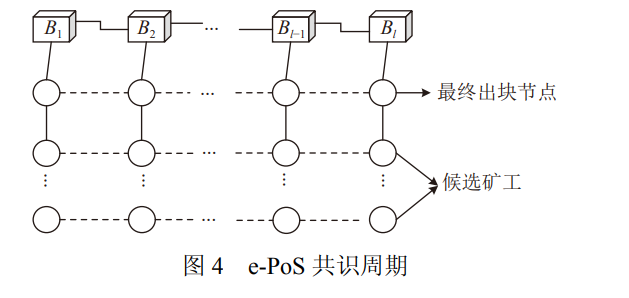 B1 B2 ... Bl−1 Bl
... 最终出块节点
...
⋮ ⋮ ⋮ ⋮ 候选矿工
...
图 4 e-PoS 共识周期